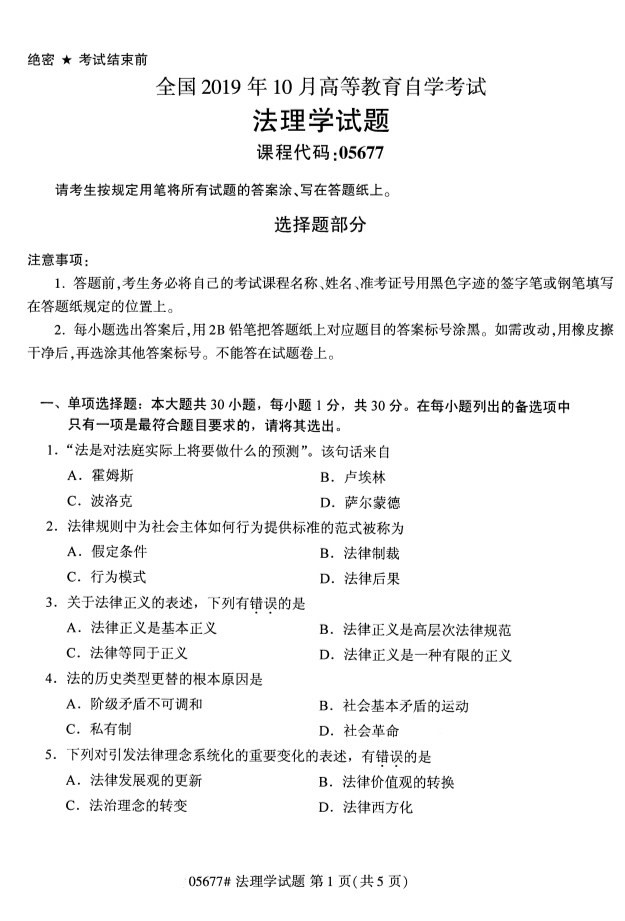 绝密 ★ 考试结束前
全国 2019 年 10 月高等教育自学考试
法理学试题
课程代码:05677
请考生按规定用笔将所有试题的答案涂、写在答题纸上。
选择题部分
注意事项:
1. 答题前,考生务必将自己的考试课程名称、姓名、准考证号用黑色字迹的签字笔或钢笔填写
在答题纸规定的位置上。
2. 每小题选出答案后,用 2B 铅笔把答题纸上对应题目的答案标号涂黑。如需改动,用橡皮擦
干净后,再选涂其他答案标号。不能答在试题卷上。
一、单项选择题：本大题共 30 小题，每小题 1 分，共 30 分。在每小题列出的备选项中
只有一项是最符合题目要求的，请将其选出。
1. “法是对法庭实际上将要做什么的预测”。该句话来自
A. 霍姆斯 B. 卢埃林
C. 波洛克 D. 萨尔蒙德
2. 法律规则中为社会主体如何行为提供标准的范式被称为
A. 假定条件 B. 法律制裁
C. 行为模式 D. 法律后果
3. 关于法律正义的表述，下列有错误的是
A. 法律正义是基本正义 B. 法律正义是高层次法律规范
C. 法律等同于正义 D. 法律正义是一种有限的正义
4. 法的历史类型更替的根本原因是
A. 阶级矛盾不可调和 B. 社会基本矛盾的运动
C. 私有制 D. 社会革命
5. 下列对引发法律理念系统化的重要变化的表述，有错误的是
A. 法律发展观的更新 B. 法律价值观的转换
C. 法治理念的转变 D. 法律西方化
05677# 法理学试题 第 1 页(共 5 页)